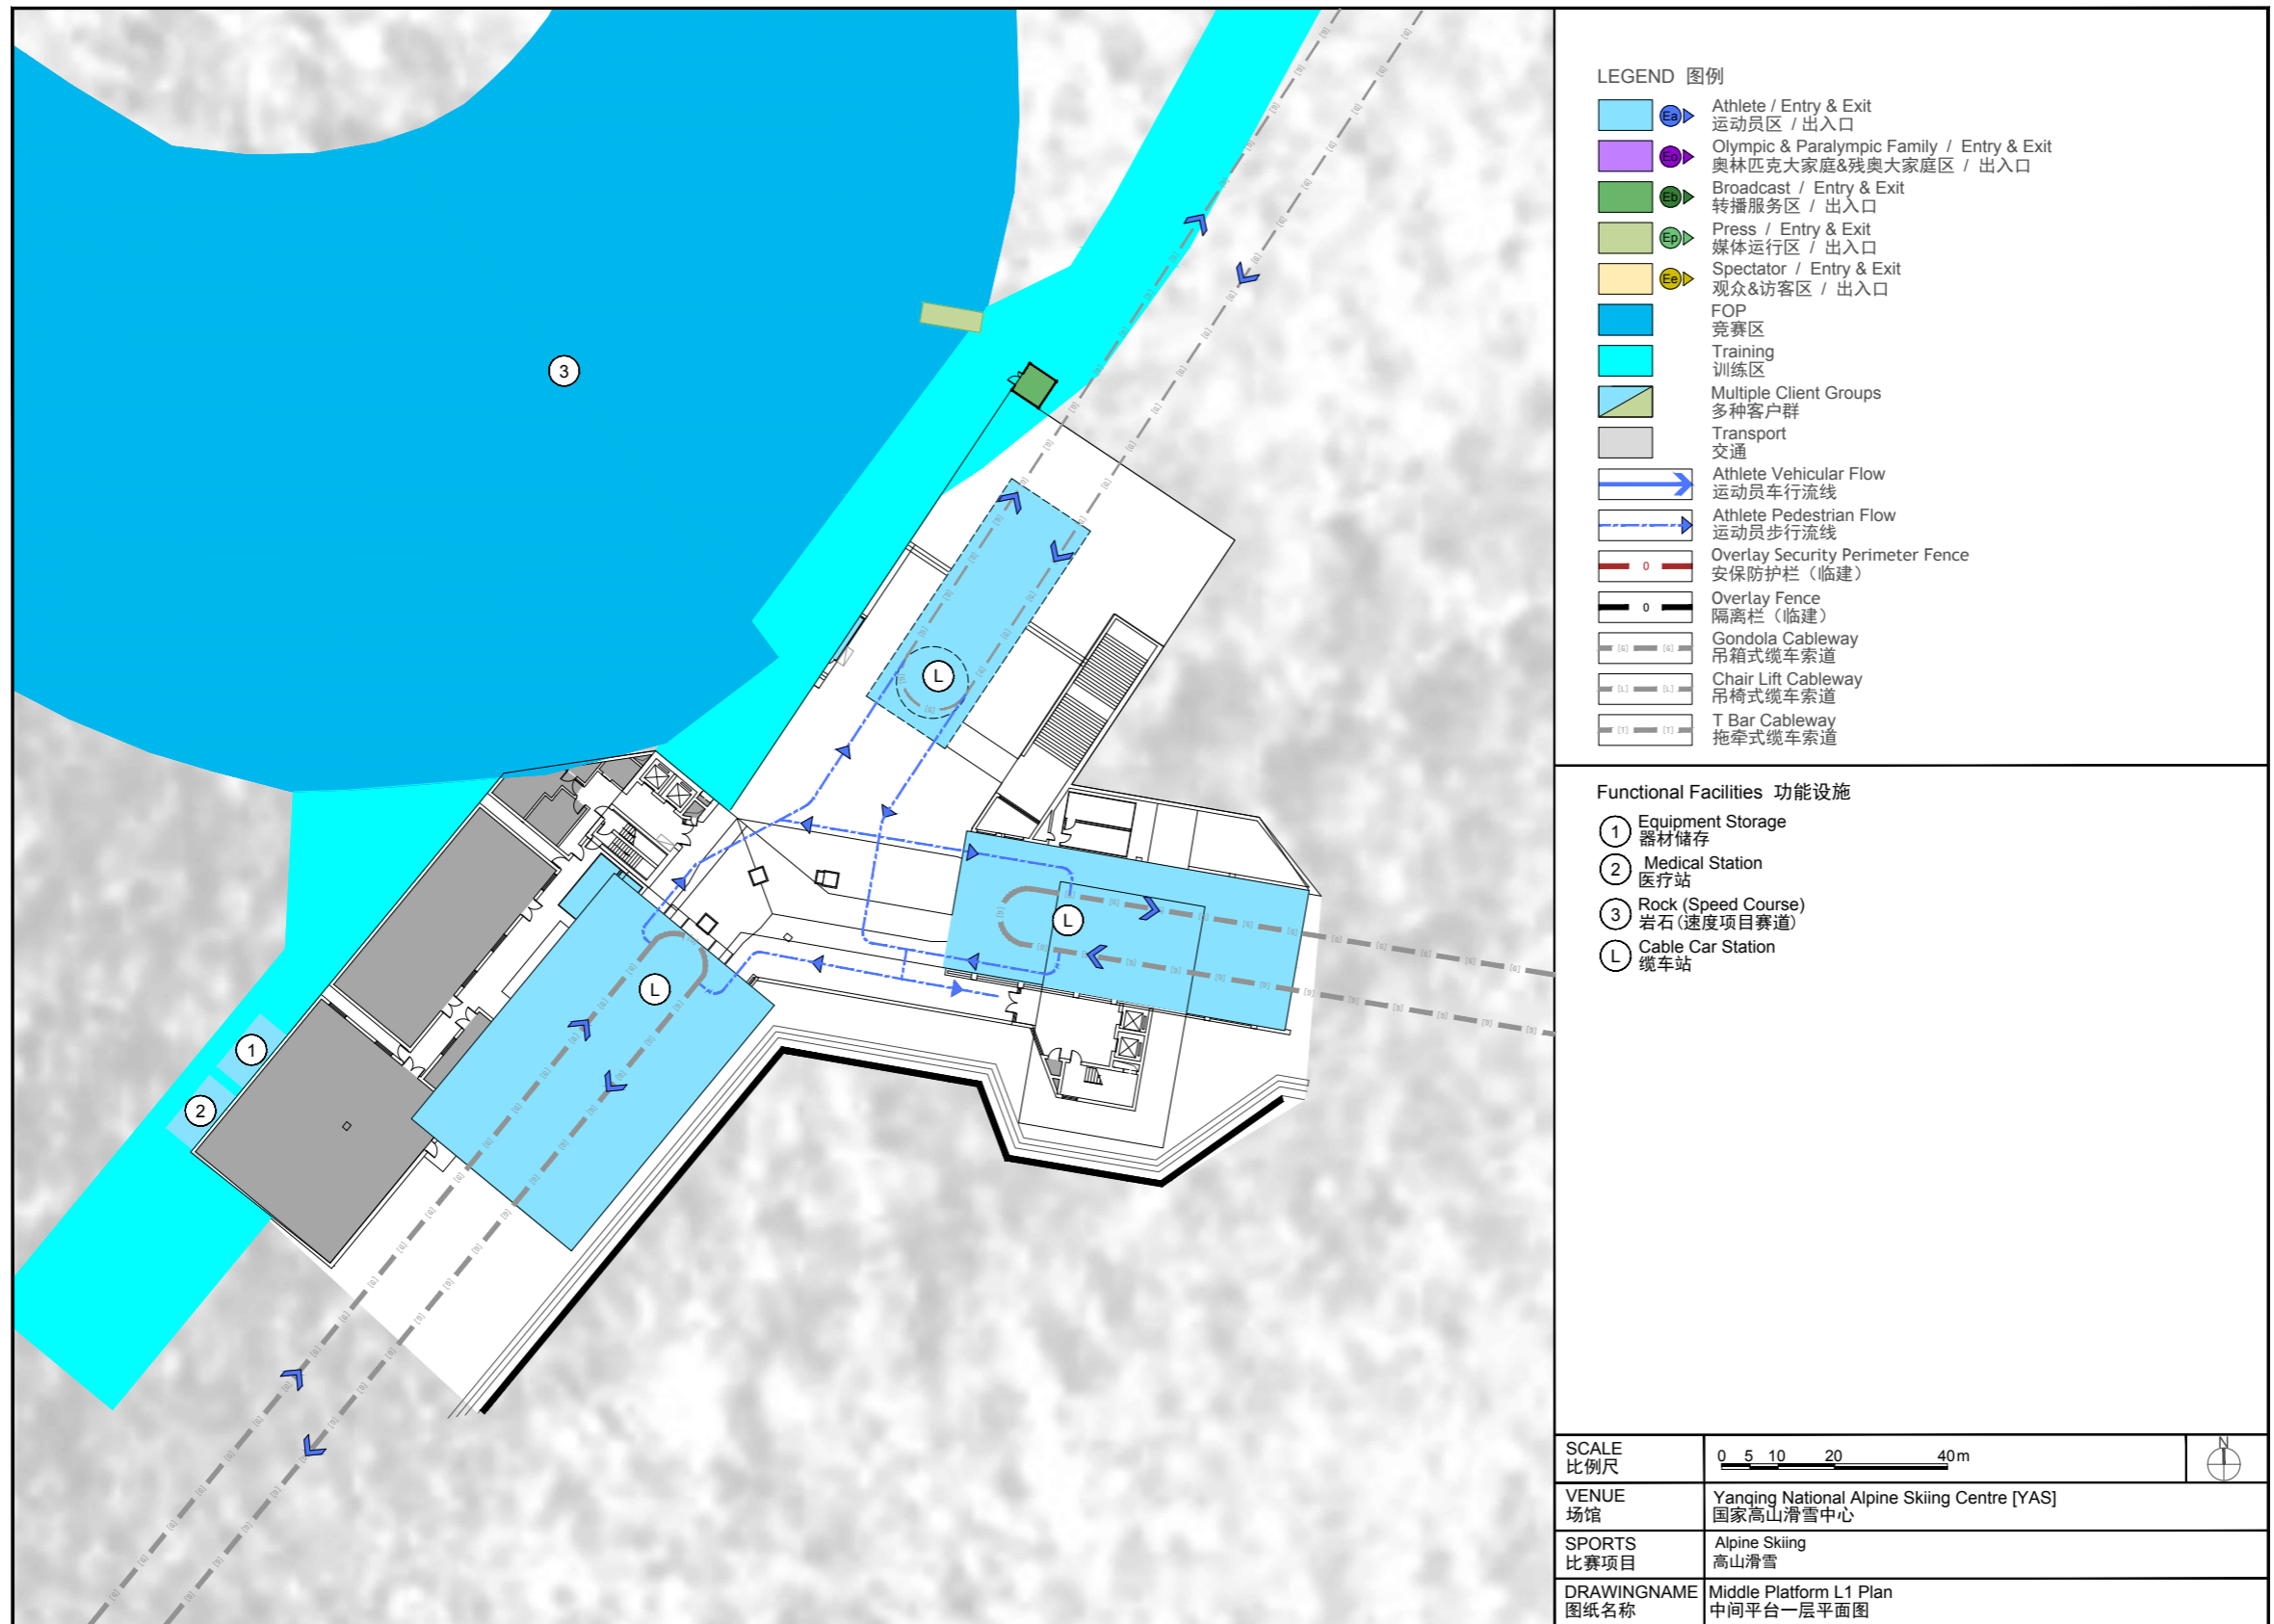 3
L
L
L
1
2
LEGEND 图例
Ea
Athlete / Entry & Exit
运动员区 / 出入口
Eo
Olympic & Paralympic Family / Entry & Exit
奥林匹克大家庭&残奥大家庭区 / 出入口
Eb
Broadcast / Entry & Exit
转播服务区 / 出入口
Ep
Press / Entry & Exit
媒体运行区 / 出入口
Ee
Spectator / Entry & Exit
观众&访客区 / 出入口
FOP
竞赛区
Training
训练区
Multiple Client Groups
多种客户群
Transport
交通
Athlete Vehicular Flow
运动员车行流线
Athlete Pedestrian Flow
运动员步行流线
0
Overlay Security Perimeter Fence
安保防护栏（临建）
0
Overlay Fence
隔离栏（临建）
[G] [G]
Gondola Cableway
吊箱式缆车索道
[L] [L]
Chair Lift Cableway
吊椅式缆车索道
[T] [T]
T Bar Cableway
拖牵式缆车索道
Functional Facilities 功能设施
1 Equipment Storage
器材储存
2 Medical Station
医疗站
3 Rock (Speed Course)
岩石(速度项目赛道)
L Cable Car Station
缆车站
SCALE
比例尺
0 5 10 20 40m
N
VENUE
场馆
Yanqing National Alpine Skiing Centre [YAS]
国家高山滑雪中心
SPORTS
比赛项目
Alpine Skiing
高山滑雪
DRAWINGNAME
图纸名称
Middle Platform L1 Plan
中间平台一层平面图